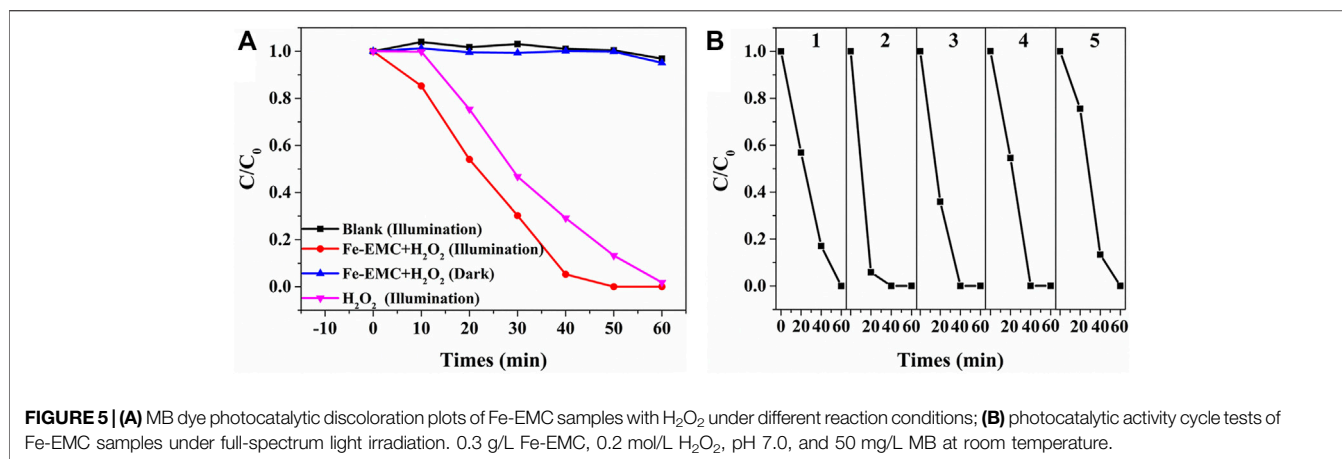 A
1.0
0.8
0.6
0.4
0.2
0.0
C/C₀
Blank (Illumination)
Fe-EMC+H₂O₂ (Illumination)
Fe-EMC+H₂O₂ (Dark)
H₂O₂ (Illumination)
-10 0 10 20 30 40 50 60
Times (min)
B
1 2 3 4 5
1.0
0.8
0.6
0.4
0.2
0.0
C/C₀
0 20 40 60 20 40 60 20 40 60 20 40 60 20 40 60
Times (min)
FIGURE 5 | (A) MB dye photocatalytic discoloration plots of Fe-EMC samples with H₂O₂ under different reaction conditions; (B) photocatalytic activity cycle tests of
Fe-EMC samples under full-spectrum light irradiation. 0.3 g/L Fe-EMC, 0.2 mol/L H₂O₂, pH 7.0, and 50 mg/L MB at room temperature.